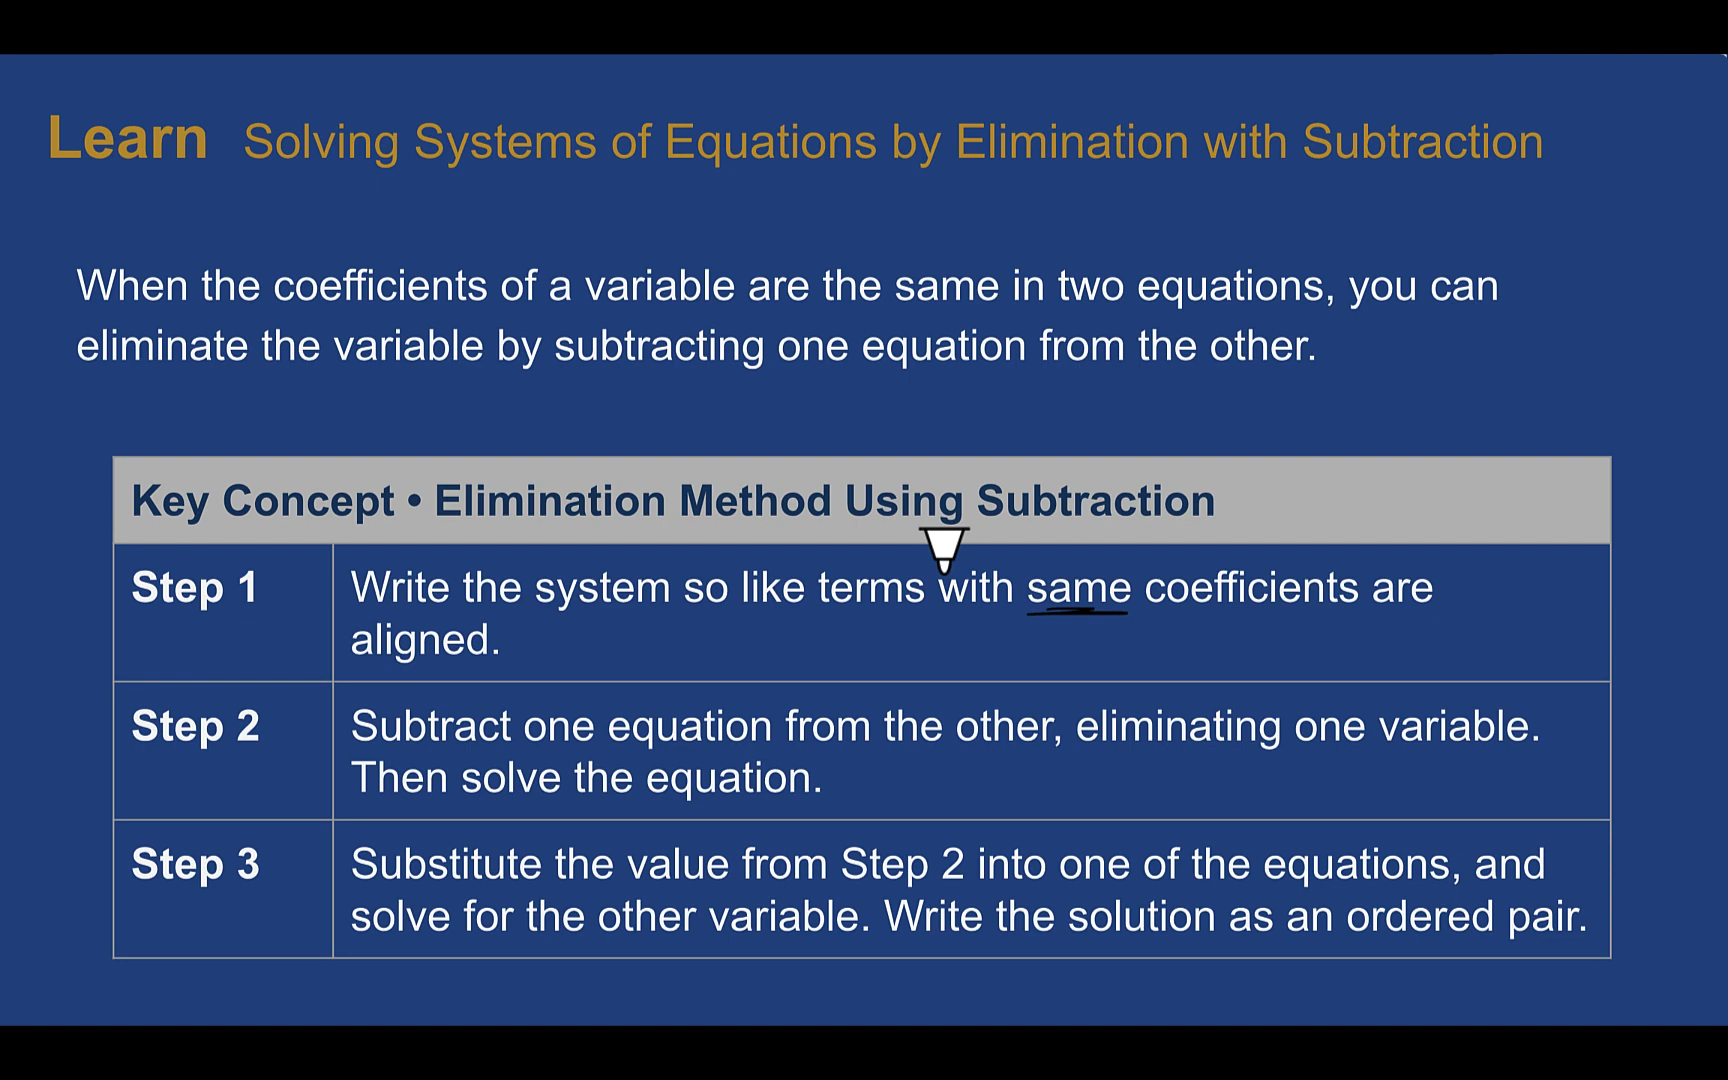 Learn Solving Systems of Equations by Elimination with Subtraction
When the coefficients of a variable are the same in two equations, you can
eliminate the variable by subtracting one equation from the other.
Key Concept • Elimination Method Using Subtraction
Step 1 Write the system so like terms with same coefficients are
aligned.
Step 2 Subtract one equation from the other, eliminating one variable.
Then solve the equation.
Step 3 Substitute the value from Step 2 into one of the equations, and
solve for the other variable. Write the solution as an ordered pair.